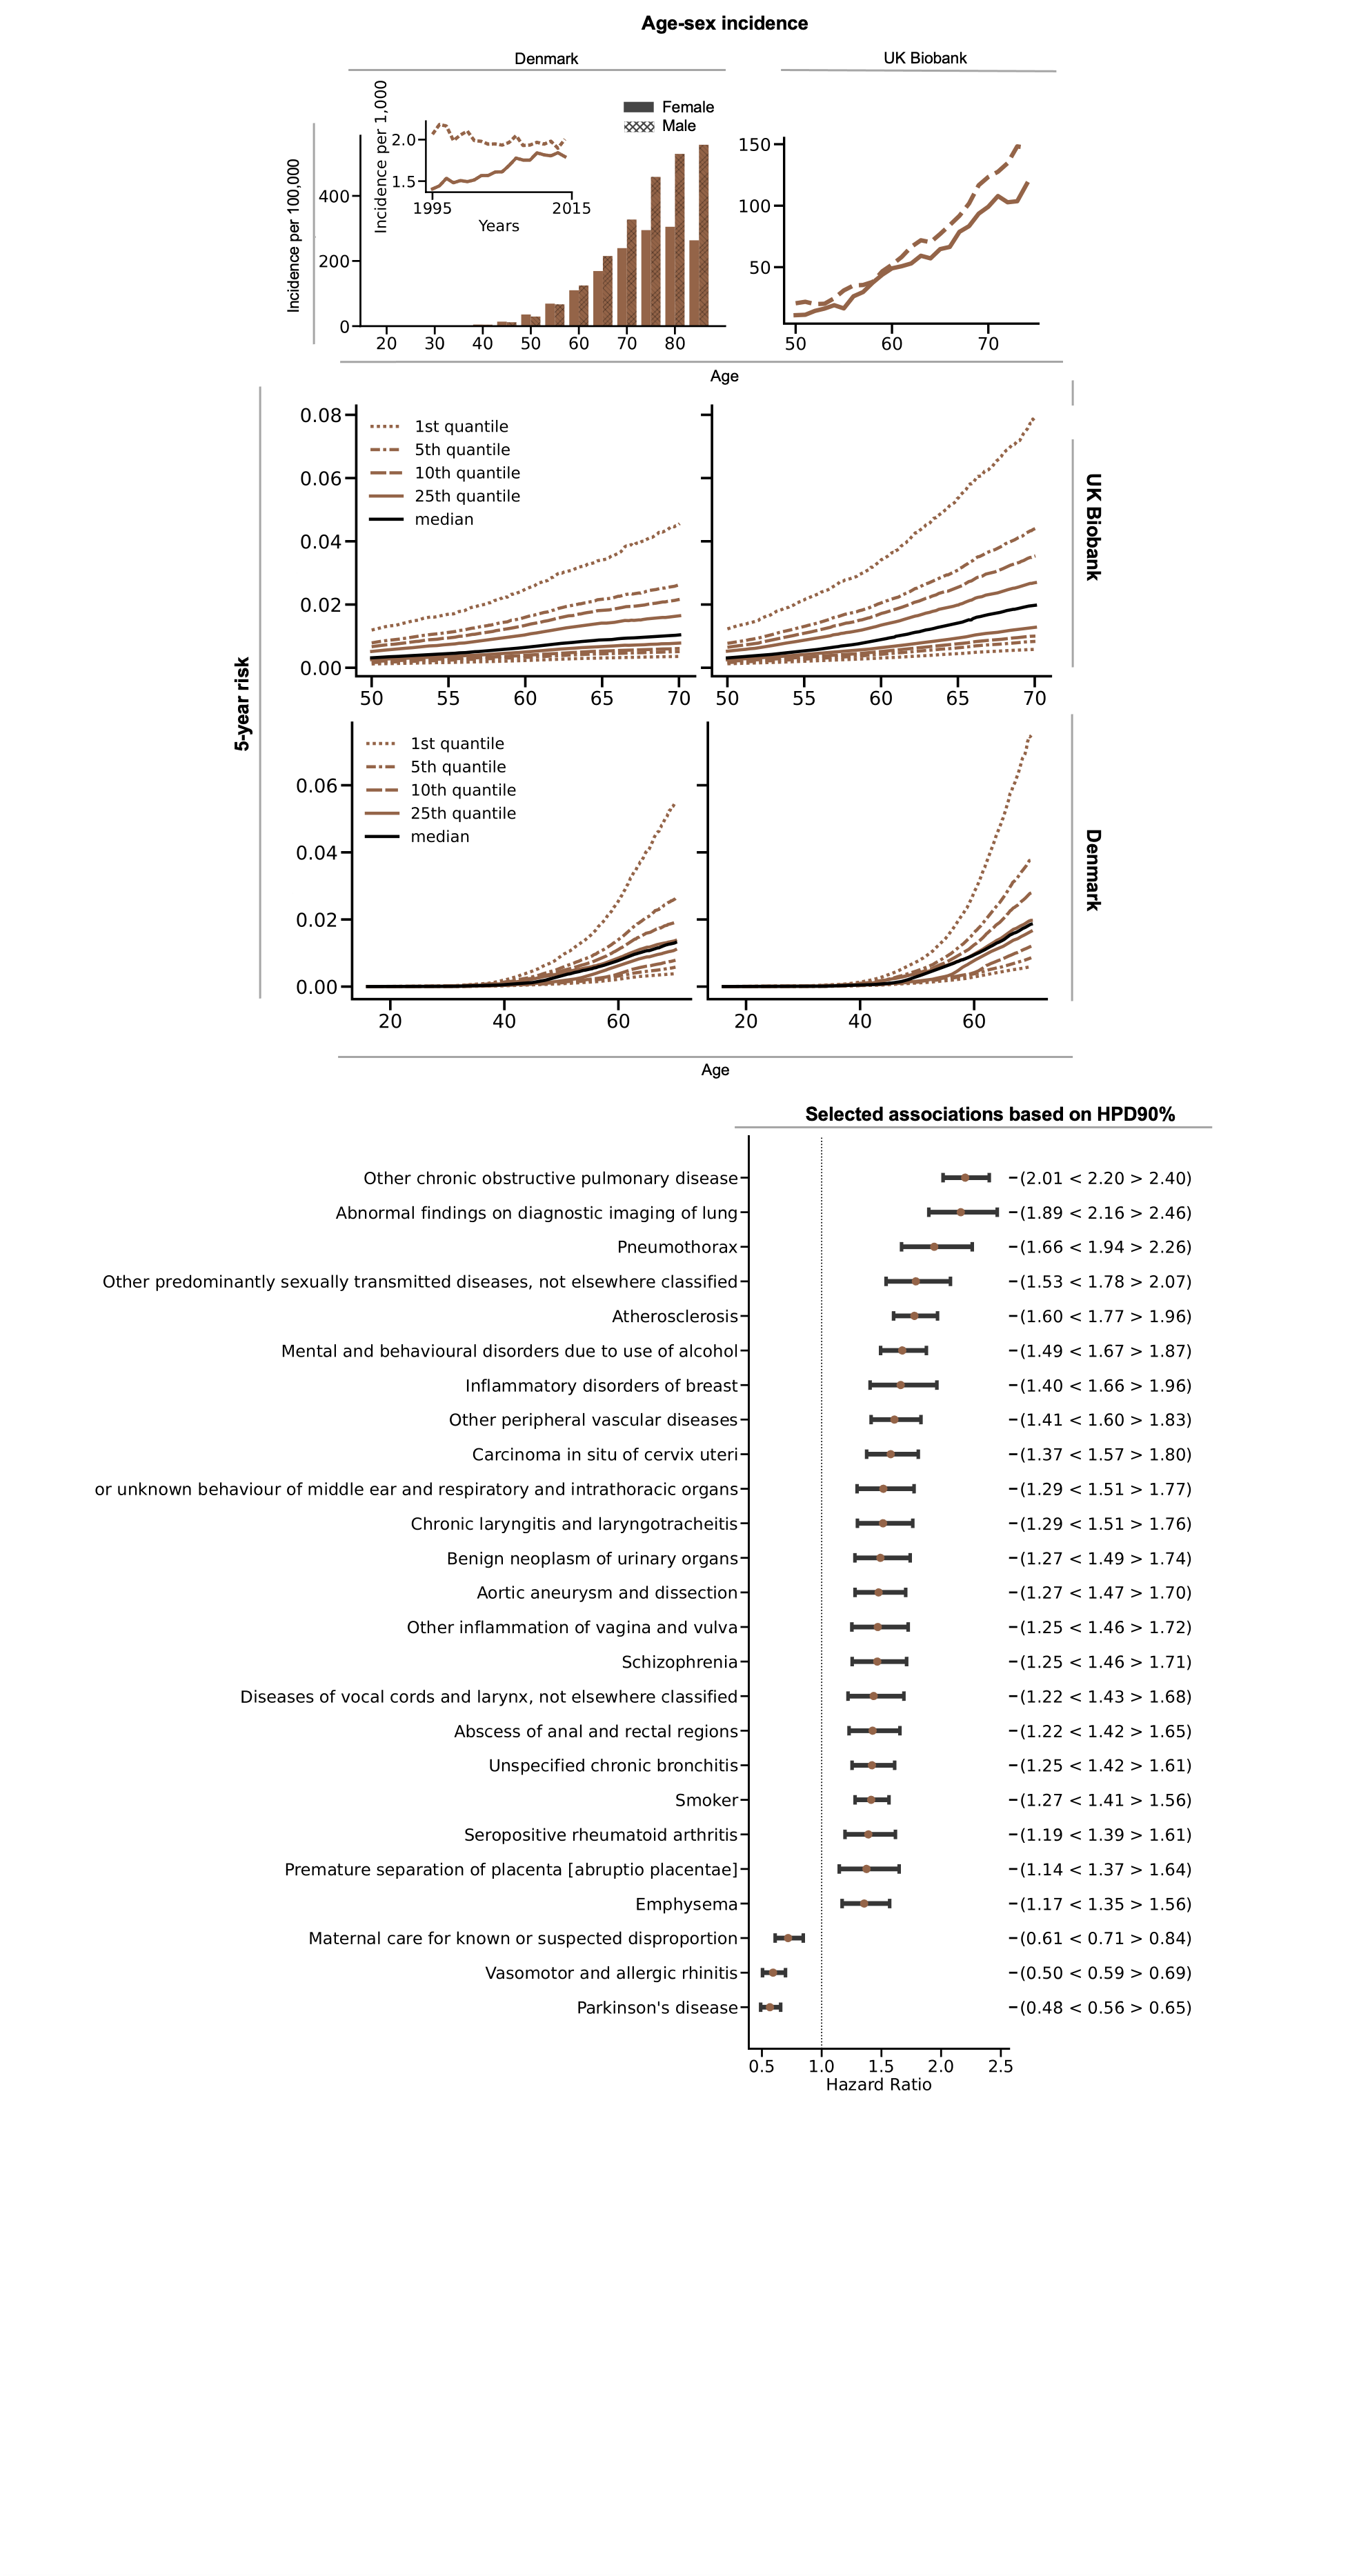 Age-sex incidence
Denmark
UK Biobank
Female
Male
Incidence per 100,000
400
200
0
20 30 40 50 60 70 80
Incidence per 1,000
2.0
1.5
1995 2015
Years
150
100
50
50 60 70
Age
5-year risk
0.08
0.06
0.04
0.02
0.00
1st quantile
5th quantile
10th quantile
25th quantile
median
50 55 60 65 70
50 55 60 65 70
UK Biobank
0.06
0.04
0.02
0.00
1st quantile
5th quantile
10th quantile
25th quantile
median
20 40 60
20 40 60
Denmark
Age
Selected associations based on HPD90%
Other chronic obstructive pulmonary disease (2.01 < 2.20 > 2.40)
Abnormal findings on diagnostic imaging of lung (1.89 < 2.16 > 2.46)
Pneumothorax (1.66 < 1.94 > 2.26)
Other predominantly sexually transmitted diseases, not elsewhere classified (1.53 < 1.78 > 2.07)
Atherosclerosis (1.60 < 1.77 > 1.96)
Mental and behavioural disorders due to use of alcohol (1.49 < 1.67 > 1.87)
Inflammatory disorders of breast (1.40 < 1.66 > 1.96)
Other peripheral vascular diseases (1.41 < 1.60 > 1.83)
Carcinoma in situ of cervix uteri (1.37 < 1.57 > 1.80)
or unknown behaviour of middle ear and respiratory and intrathoracic organs (1.29 < 1.51 > 1.77)
Chronic laryngitis and laryngotracheitis (1.29 < 1.51 > 1.76)
Benign neoplasm of urinary organs (1.27 < 1.49 > 1.74)
Aortic aneurysm and dissection (1.27 < 1.47 > 1.70)
Other inflammation of vagina and vulva (1.25 < 1.46 > 1.72)
Schizophrenia (1.25 < 1.46 > 1.71)
Diseases of vocal cords and larynx, not elsewhere classified (1.22 < 1.43 > 1.68)
Abscess of anal and rectal regions (1.22 < 1.42 > 1.65)
Unspecified chronic bronchitis (1.25 < 1.42 > 1.61)
Smoker (1.27 < 1.41 > 1.56)
Seropositive rheumatoid arthritis (1.19 < 1.39 > 1.61)
Premature separation of placenta [abruptio placentae] (1.14 < 1.37 > 1.64)
Emphysema (1.17 < 1.35 > 1.56)
Maternal care for known or suspected disproportion (0.61 < 0.71 > 0.84)
Vasomotor and allergic rhinitis (0.50 < 0.59 > 0.69)
Parkinson's disease (0.48 < 0.56 > 0.65)
0.5 1.0 1.5 2.0 2.5
Hazard Ratio